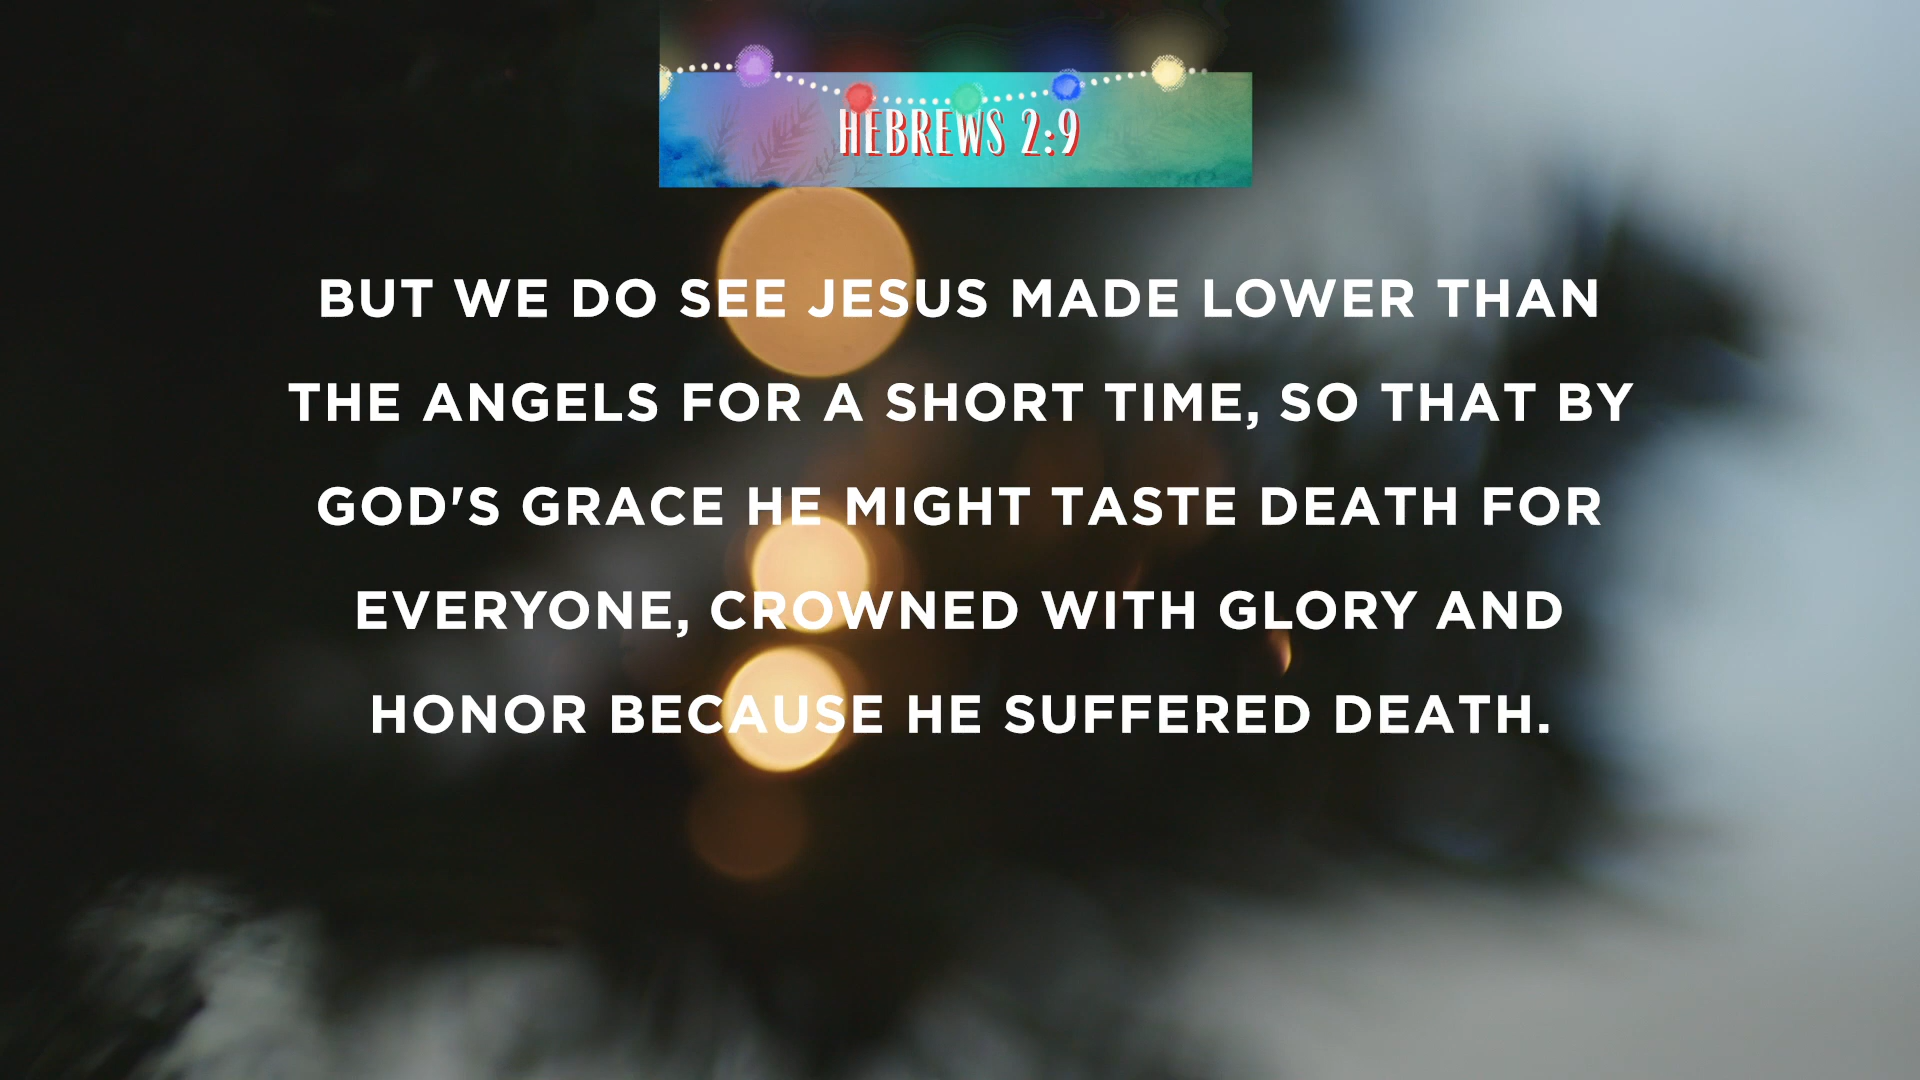 HEBREWS 2:9
BUT WE DO SEE JESUS MADE LOWER THAN
THE ANGELS FOR A SHORT TIME, SO THAT BY
GOD'S GRACE HE MIGHT TASTE DEATH FOR
EVERYONE, CROWNED WITH GLORY AND
HONOR BECAUSE HE SUFFERED DEATH.